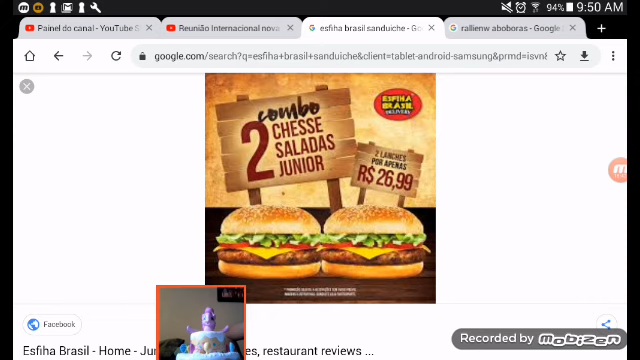 94% 9:50 AM
Painel do canal - YouTube S
Reunião Internacional nova
esfiha brasil sanduiche - Go
rallienw aboboras - Google
google.com/search?q=esfiha+brasil+sanduiche&client=tablet-android-samsung&prmd=isvn&
combo
2 CHESSE
SALADAS
JUNIOR
ESFIHA
BRASIL
DELIVERY
2 LANCHES
POR APENAS
R$ 26,99
Facebook
Esfiha Brasil - Home - Jun
es, restaurant reviews ...
Recorded by mobizen